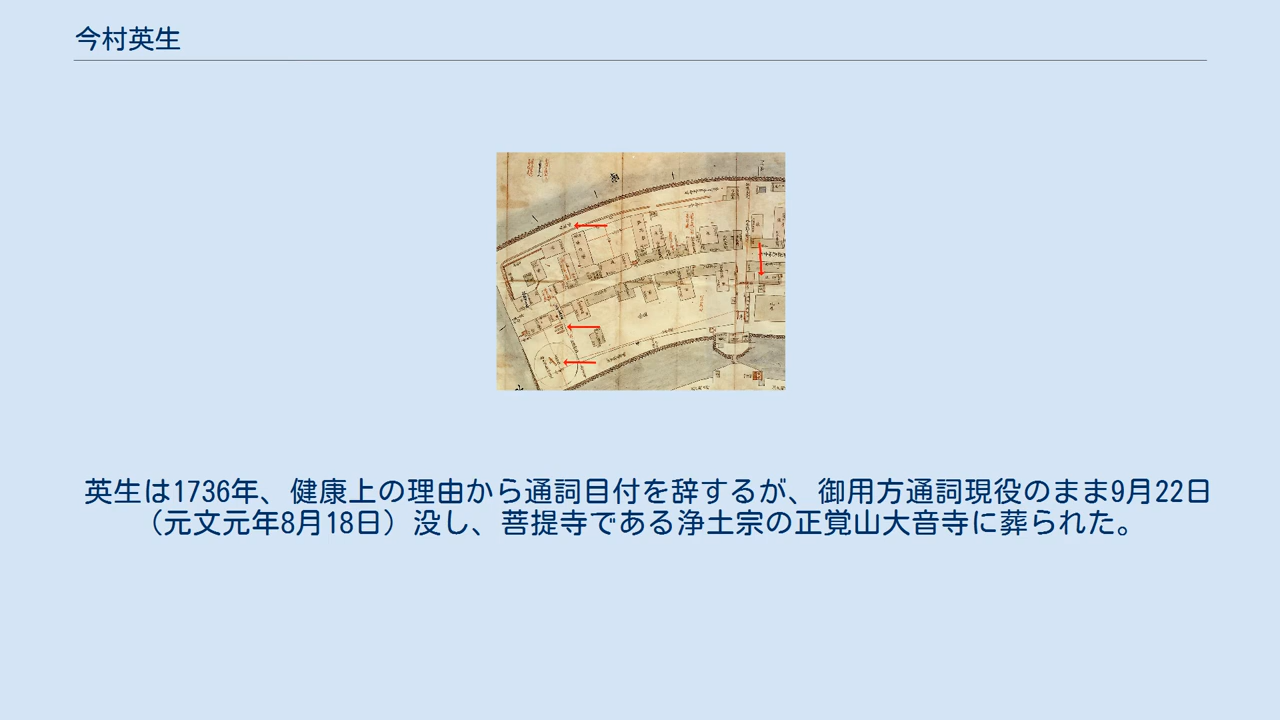 今村英生
英生は1736年、健康上の理由から通詞目付を辞するが、御用方通詞現役のまま9月22日
（元文元年8月18日）没し、菩提寺である浄土宗の正覚山大音寺に葬られた。